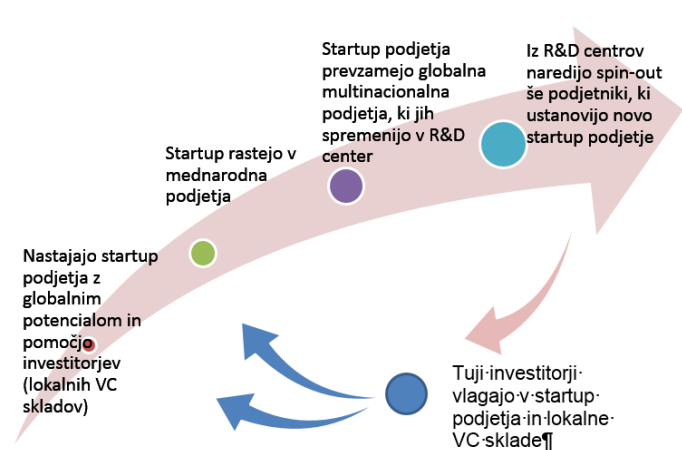 Nastajajo startup
podjetja z
globalnim
potencialom in
pomočjo
investitorjev
(lokalnih VC
skladov)
Startup rastejo v
mednarodna
podjetja
Startup podjetja
prevzamejo globalna
multinacionalna
podjetja, ki jih
spremenijo v R&D
center
Iz R&D centrov
naredijo spin-out
še podjetniki, ki
ustanovijo novo
startup podjetje
Tuji·investitorji·
vlagajo·v·startup·
podjetja·in·lokalne·
VC·sklade¶